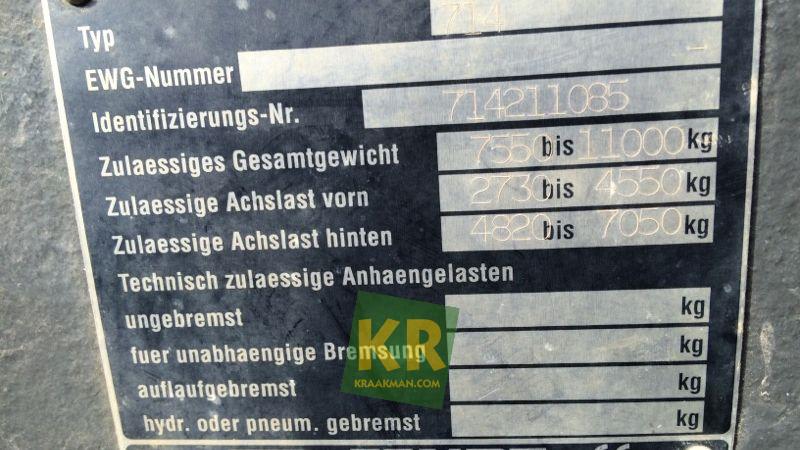 Typ 714
EWG-Nummer –
Identifizierungs-Nr. 714211085
Zulaessiges Gesamtgewicht 7550 bis 11000 kg
Zulaessige Achslast vorn 2730 bis 4550 kg
Zulaessige Achslast hinten 4820 bis 7050 kg
Technisch zulaessige Anhaengelasten
ungebremst kg
fuer unabhaengige Bremsung kg
auflaufgebremst kg
hydr. oder pneum. gebremst kg
KR
KRAAKMAN.COM